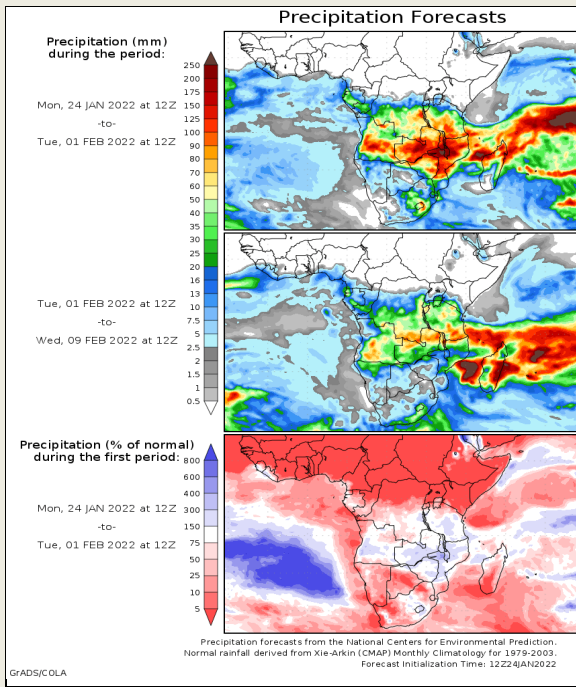 Precipitation Forecasts
Precipitation (mm)
during the period:
Mon, 24 JAN 2022 at 12Z
-to-
Tue, 01 FEB 2022 at 12Z
250
200
175
150
125
100
90
80
70
60
50
40
35
30
25
20
16
13
10
7.5
5
2.5
2
1.5
1
0.5
Tue, 01 FEB 2022 at 12Z
-to-
Wed, 09 FEB 2022 at 12Z
Precipitation (% of normal)
during the first period:
Mon, 24 JAN 2022 at 12Z
-to-
Tue, 01 FEB 2022 at 12Z
800
600
400
300
150
75
50
25
10
5
Precipitation forecasts from the National Centers for Environmental Prediction.
Normal rainfall derived from Xie-Arkin (CMAP) Monthly Climatology for 1979-2003.
Forecast Initialization Time: 12Z24JAN2022
GrADS/COLA